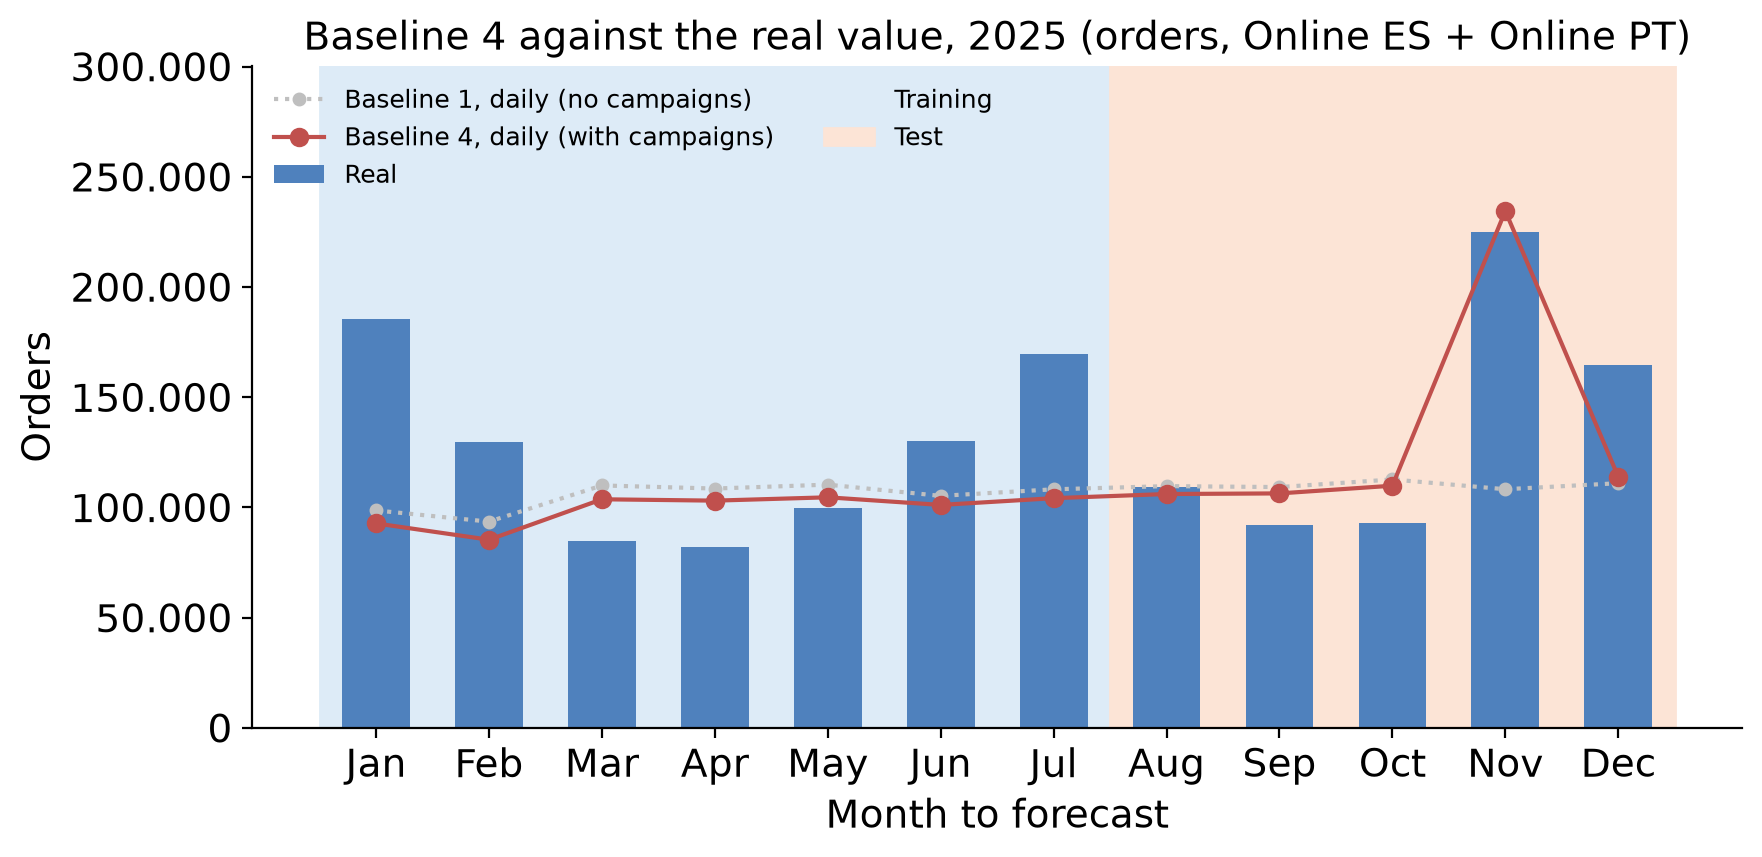 Baseline 4 against the real value, 2025 (orders, Online ES + Online PT)
300.000
250.000
200.000
150.000
100.000
50.000
0
Orders
Baseline 1, daily (no campaigns)
Baseline 4, daily (with campaigns)
Real
Training
Test
Jan Feb Mar Apr May Jun Jul Aug Sep Oct Nov Dec
Month to forecast